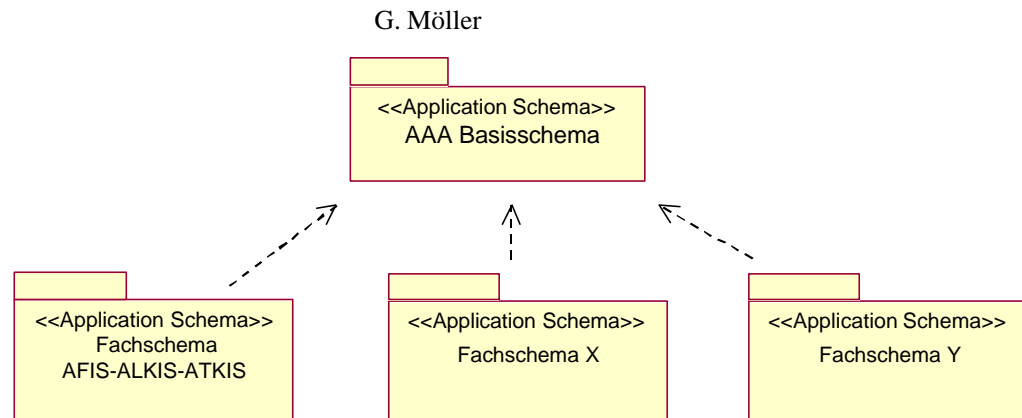 G. Möller
<<Application Schema>>
AAA Basisschema
<<Application Schema>>
Fachschema
AFIS-ALKIS-ATKIS
<<Application Schema>>
Fachschema X
<<Application Schema>>
Fachschema Y